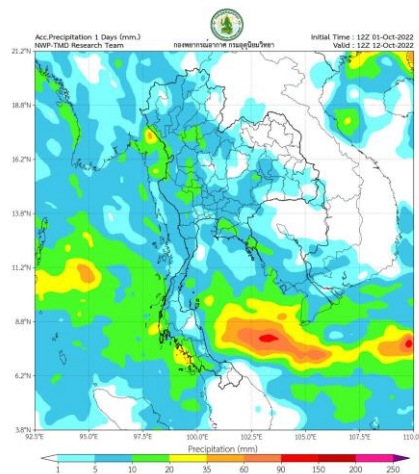 Acc.Precipitation 1 Days (mm.)
NWP-TMD Research Team
กองพยากรณ์อากาศ กรมอุตุนิยมวิทยา
Initial Time : 12Z 01-Oct-2022
Valid : 12Z 12-Oct-2022
21.2°N
18.8°N
16.2°N
13.8°N
11.2°N
8.8°N
6.2°N
3.8°N
92.5°E 95.0°E 97.5°E 100.0°E 102.5°E 105.0°E 107.5°E 110.0
Precipitation (mm)
1 5 10 20 35 60 90 150 200 250